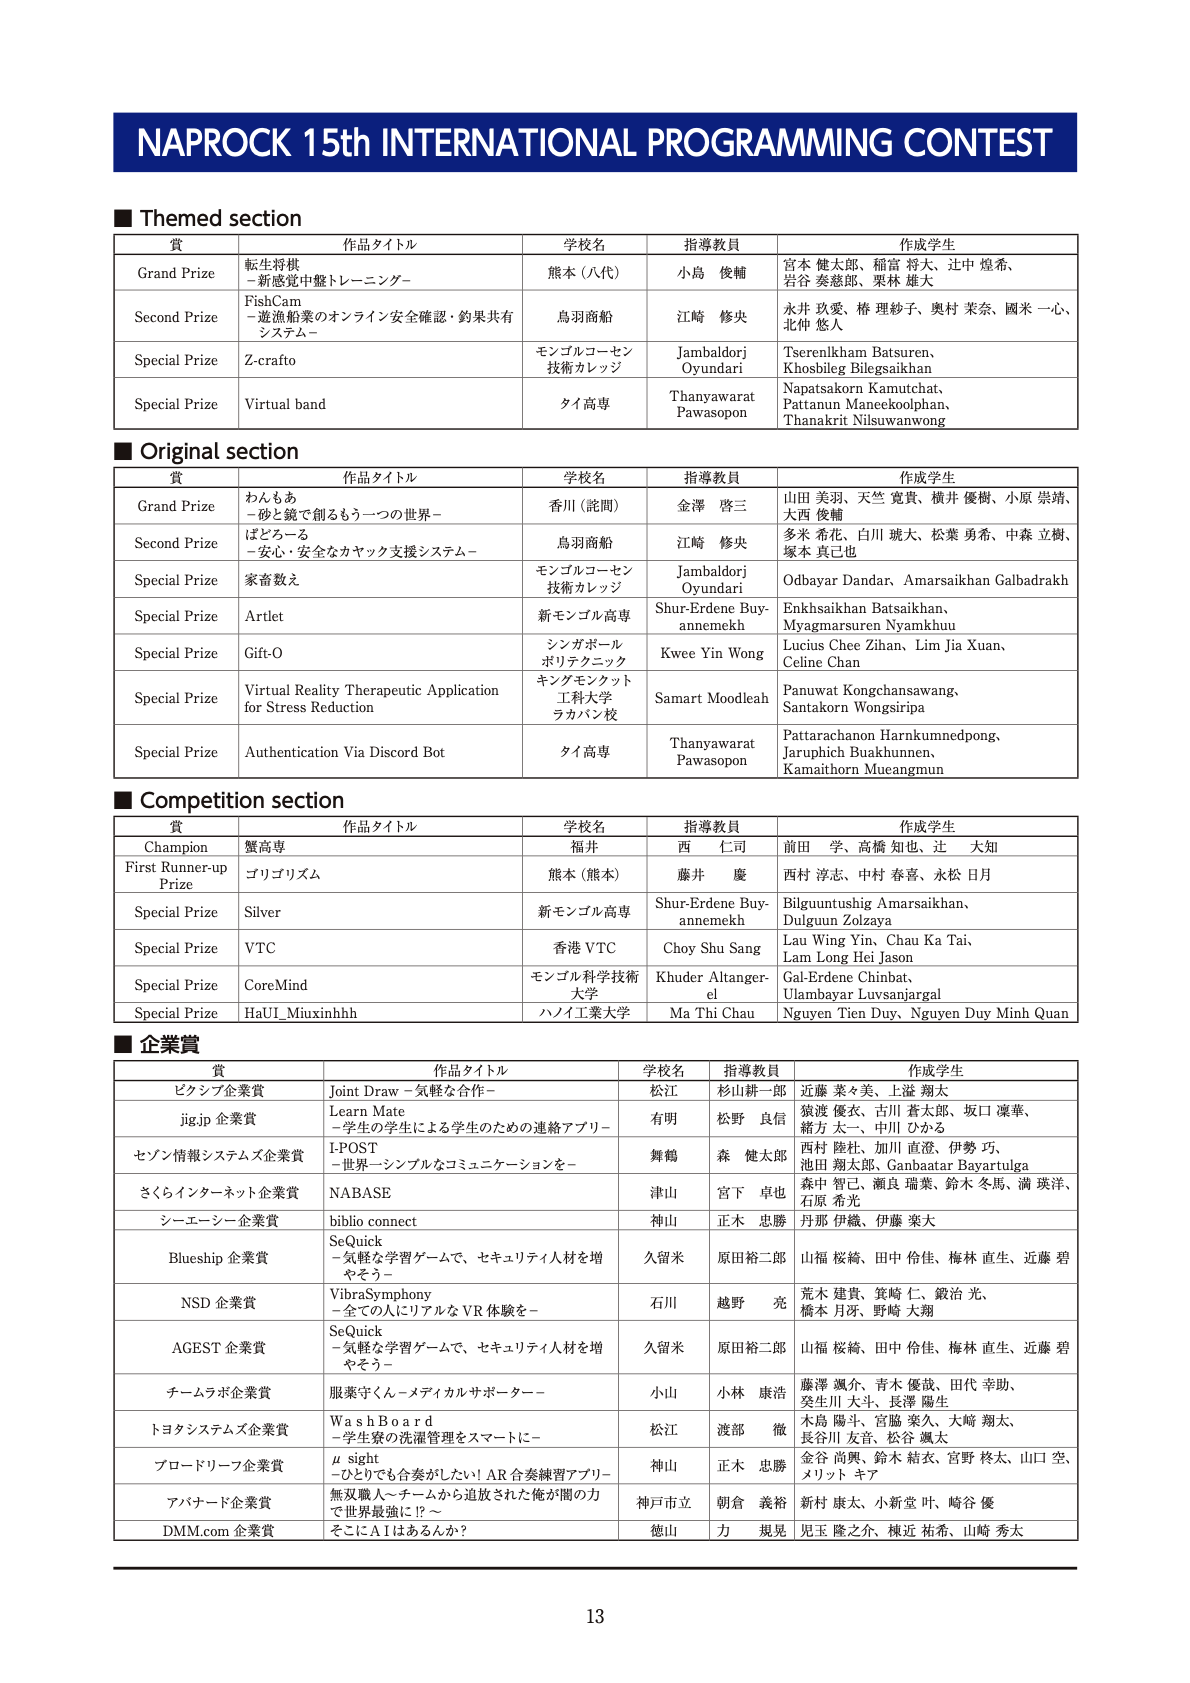 NAPROCK 15th INTERNATIONAL PROGRAMMING CONTEST
■ Themed section
賞 作品タイトル 学校名 指導教員 作成学生
Grand Prize 転生将棋 －新感覚中盤トレーニング－ 熊本（八代） 小島　俊輔 宮本 健太郎、稲富 将大、辻中 煌希、 岩谷 奏慈郎、栗林 雄大
Second Prize FishCam －遊漁船業のオンライン安全確認・釣果共有システム－ 鳥羽商船 江崎　修央 永井 玖愛、椿 理紗子、奥村 茉奈、國米 一心、 北仲 悠人
Special Prize Z-crafto モンゴルコーセン技術カレッジ Jambaldorj Oyundari Tserenlkham Batsuren、 Khosbileg Bilegsaikhan
Special Prize Virtual band タイ高専 Thanyawarat Pawasopon Napatsakorn Kamutchat、 Pattanun Maneekoolphan、 Thanakrit Nilsuwanwong
■ Original section
賞 作品タイトル 学校名 指導教員 作成学生
Grand Prize わんもあ －砂と鏡で創るもう一つの世界－ 香川（詫間） 金澤　啓三 山田 美羽、天竺 寛貴、横井 優樹、小原 崇靖、 大西 俊輔
Second Prize ぱどろーる －安心・安全なカヤック支援システム－ 鳥羽商船 江崎　修央 多米 希花、白川 琥大、松葉 勇希、中森 立樹、 塚本 真己也
Special Prize 家畜数え モンゴルコーセン技術カレッジ Jambaldorj Oyundari Odbayar Dandar、Amarsaikhan Galbadrakh
Special Prize Artlet 新モンゴル高専 Shur-Erdene Buy-annemekh Enkhsaikhan Batsaikhan、 Myagmarsuren Nyamkhuu
Special Prize Gift-O シンガポールポリテクニック Kwee Yin Wong Lucius Chee Zihan、Lim Jia Xuan、 Celine Chan
Special Prize Virtual Reality Therapeutic Application for Stress Reduction キングモンクット工科大学ラカバン校 Samart Moodleah Panuwat Kongchansawang、 Santakorn Wongsiripa
Special Prize Authentication Via Discord Bot タイ高専 Thanyawarat Pawasopon Pattarachanon Harnkumnedpong、 Jaruphich Buakhunnen、 Kamaithorn Mueangmun
■ Competition section
賞 作品タイトル 学校名 指導教員 作成学生
Champion 蟹高専 福井 西　　仁司 前田　学、高橋 知也、辻　大知
First Runner-up Prize ゴリゴリズム 熊本（熊本） 藤井　　慶 西村 淳志、中村 春喜、永松 日月
Special Prize Silver 新モンゴル高専 Shur-Erdene Buy-annemekh Bilguuntushig Amarsaikhan、 Dulguun Zolzaya
Special Prize VTC 香港 VTC Choy Shu Sang Lau Wing Yin、Chau Ka Tai、 Lam Long Hei Jason
Special Prize CoreMind モンゴル科学技術大学 Khuder Altanger-el Gal-Erdene Chinbat、 Ulambayar Luvsanjargal
Special Prize HaUI_Miuxinhhh ハノイ工業大学 Ma Thi Chau Nguyen Tien Duy、Nguyen Duy Minh Quan
■ 企業賞
賞 作品タイトル 学校名 指導教員 作成学生
ピクシブ企業賞 Joint Draw －気軽な合作－ 松江 杉山耕一郎 近藤 菜々美、上溢 翔太
jig.jp 企業賞 Learn Mate －学生の学生による学生のための連絡アプリ－ 有明 松野　良信 猿渡 優衣、古川 蒼太郎、坂口 凜華、 緒方 太一、中川 ひかる
セゾン情報システムズ企業賞 I-POST －世界一シンプルなコミュニケーションを－ 舞鶴 森　健太郎 西村 陸杜、加川 直澄、伊勢 巧、 池田 翔太郎、Ganbaatar Bayartulga
さくらインターネット企業賞 NABASE 津山 宮下　卓也 森中 智己、瀬良 瑞葉、鈴木 冬馬、満 瑛洋、 石原 希光
シーエーシー企業賞 biblio connect 神山 正木　忠勝 丹那 伊織、伊藤 楽大
Blueship 企業賞 SeQuick －気軽な学習ゲームで、セキュリティ人材を増やそう－ 久留米 原田裕二郎 山福 桜綺、田中 伶佳、梅林 直生、近藤 碧
NSD 企業賞 VibraSymphony －全ての人にリアルな VR 体験を－ 石川 越野　　亮 荒木 建貴、箕崎 仁、鍛治 光、 橋本 月冴、野崎 大翔
AGEST 企業賞 SeQuick －気軽な学習ゲームで、セキュリティ人材を増やそう－ 久留米 原田裕二郎 山福 桜綺、田中 伶佳、梅林 直生、近藤 碧
チームラボ企業賞 服薬守くん－メディカルサポーター－ 小山 小林　康浩 藤澤 颯介、青木 優哉、田代 幸助、 癸生川 大斗、長澤 陽生
トヨタシステムズ企業賞 WashBoard －学生寮の洗濯管理をスマートに－ 松江 渡部　　徹 木島 陽斗、宮脇 楽久、大﨑 翔太、 長谷川 友音、松谷 颯太
ブロードリーフ企業賞 μ sight －ひとりでも合奏がしたい! AR 合奏練習アプリ－ 神山 正木　忠勝 金谷 尚興、鈴木 結衣、宮野 柊太、山口 空、 メリット キア
アバナード企業賞 無双職人～チームから追放された俺が闇の力で世界最強に !? ～ 神戸市立 朝倉　義裕 新村 康太、小新堂 叶、崎谷 優
DMM.com 企業賞 そこにＡＩはあるんか? 徳山 力　　規晃 児玉 隆之介、棟近 祐希、山﨑 秀太
13